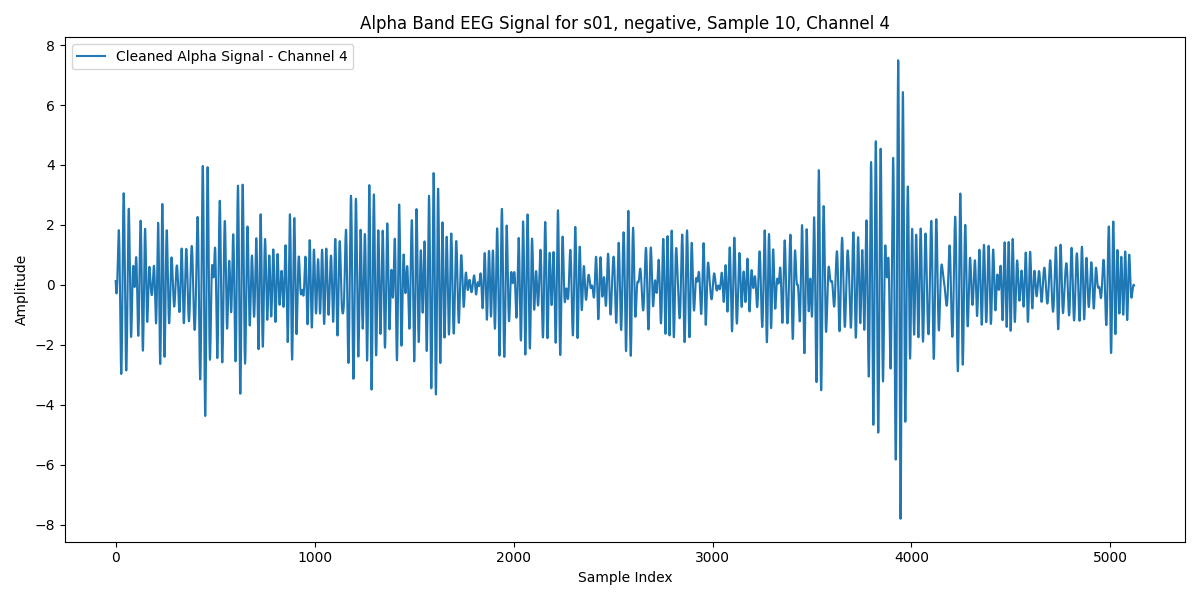 Alpha Band EEG Signal for s01, negative, Sample 10, Channel 4
Cleaned Alpha Signal - Channel 4
8
6
4
2
0
−2
−4
−6
−8
Amplitude
0 1000 2000 3000 4000 5000
Sample Index